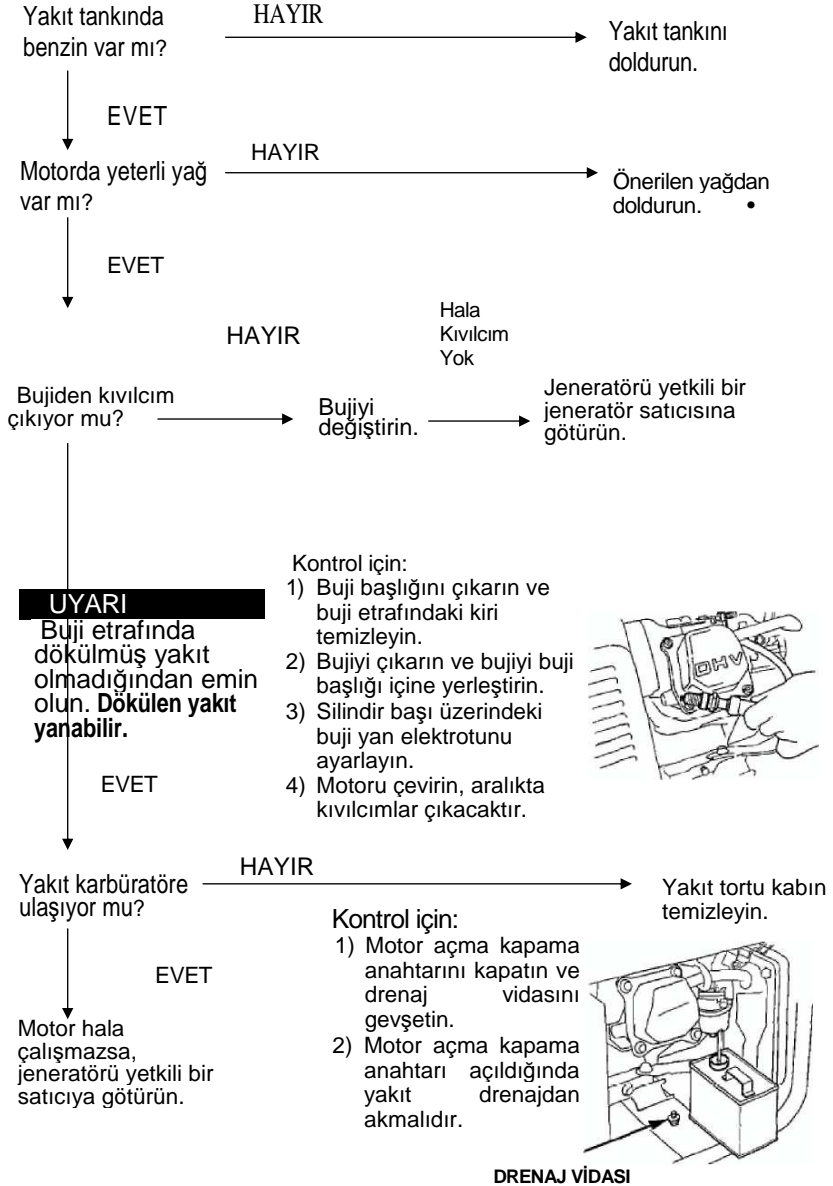 Yakıt tankında
benzin var mı?
HAYIR
Yakıt tankını
doldurun.
EVET
Motorda yeterli yağ
var mı?
HAYIR
Önerilen yağdan
doldurun. •
EVET
HAYIR
Hala
Kıvılcım
Yok
Bujiden kıvılcım
çıkıyor mu?
Bujiyi
değiştirin.
Jeneratörü yetkili bir
jeneratör satıcısına
götürün.
UYARI
Buji etrafında
dökülmüş yakıt
olmadığından emin
olun. Dökülen yakıt
yanabilir.
Kontrol için:
1) Buji başlığını çıkarın ve
buji etrafındaki kiri
temizleyin.
2) Bujiyi çıkarın ve bujiyi buji
başlığı içine yerleştirin.
3) Silindir başı üzerindeki
buji yan elektrotunu
ayarlayın.
4) Motoru çevirin, aralıkta
kıvılcımlar çıkacaktır.
OHV
EVET
Yakıt karbüratöre
ulaşıyor mu?
HAYIR
Yakıt tortu kabın
temizleyin.
Kontrol için:
1) Motor açma kapama
anahtarını kapatın ve
drenaj vidasını
gevşetin.
2) Motor açma kapama
anahtarı açıldığında
yakıt drenajdan
akmalıdır.
EVET
Motor hala
çalışmazsa,
jeneratörü yetkili bir
satıcıya götürün.
DRENAJ VİDASI